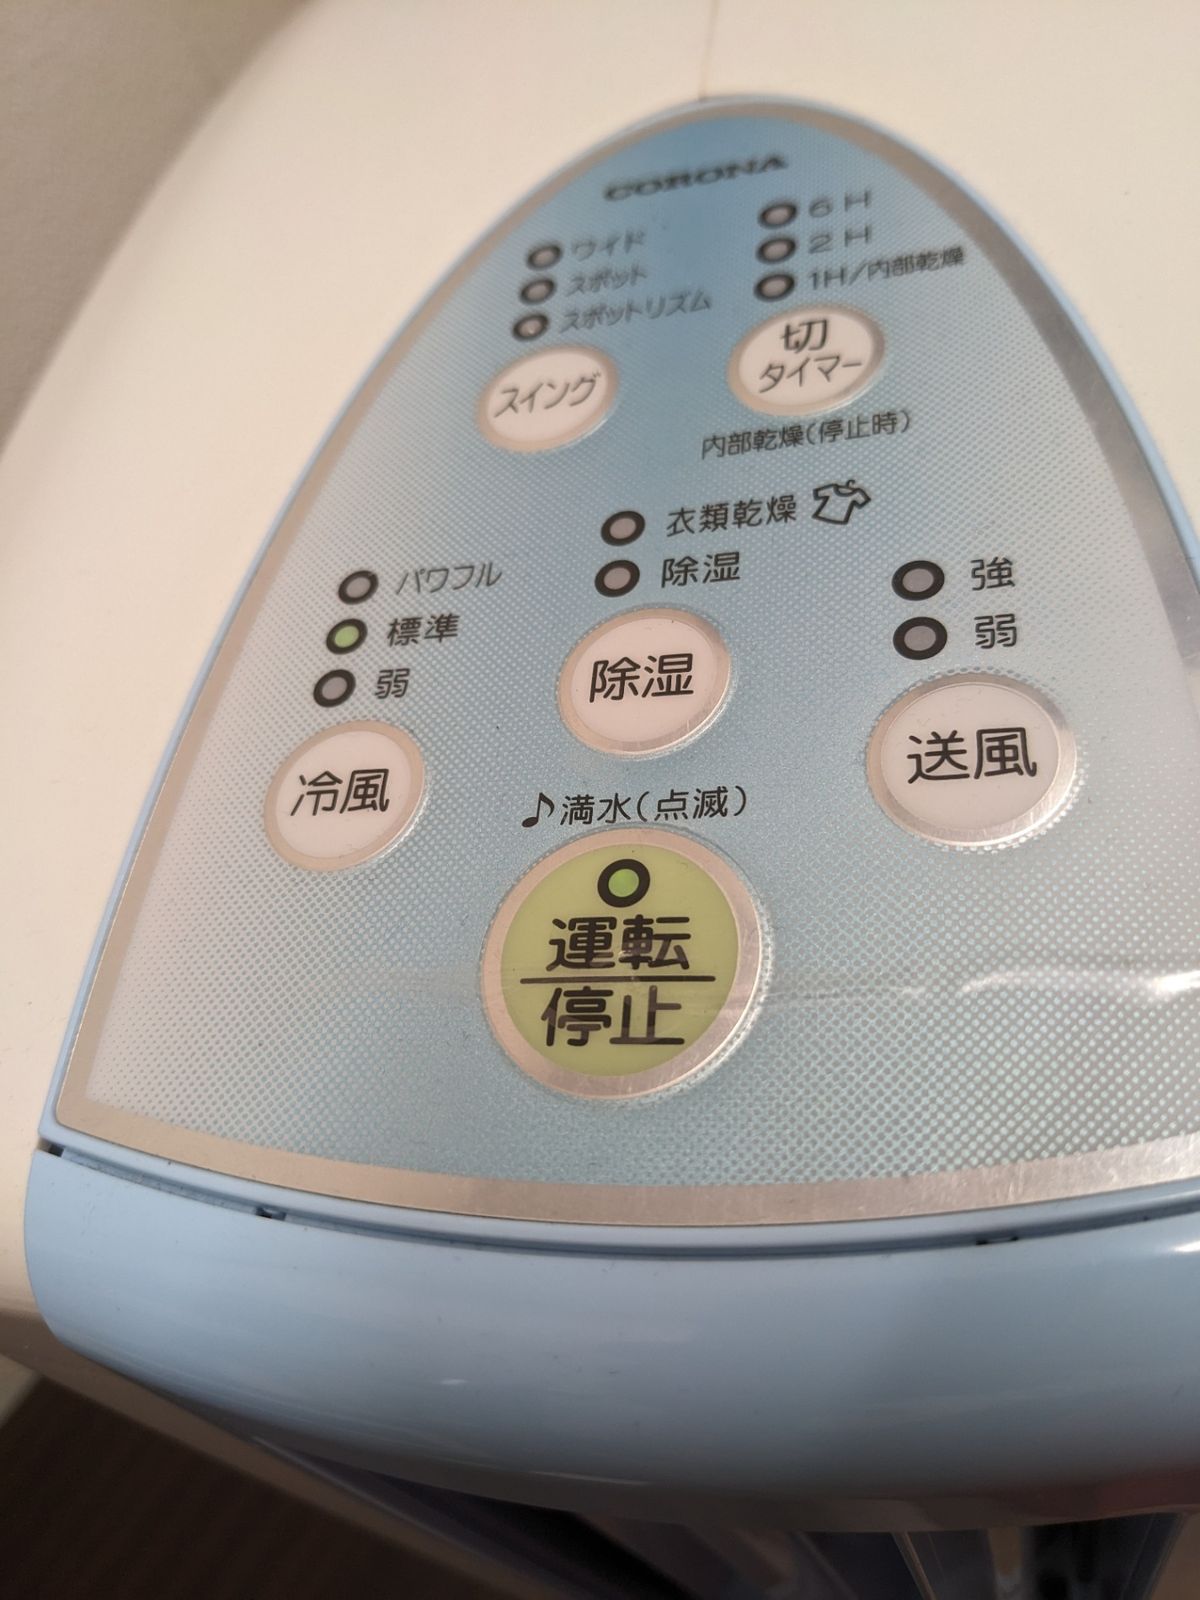 CORONA
ワイド
スポット
スポットリズム
スイング
6H
2H
1H/内部乾燥
切
タイマー
内部乾燥(停止時)
パワフル
標準
弱
冷風
衣類乾燥
除湿
除湿
強
弱
送風
♪満水(点滅)
運転
停止